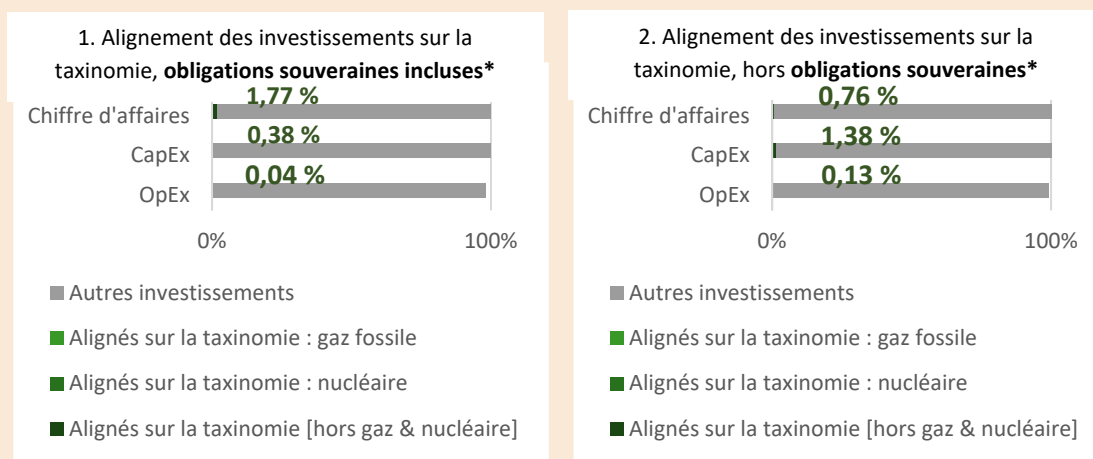 1. Alignement des investissements sur la
taxinomie, obligations souveraines incluses*
1,77 %
Chiffre d'affaires
0,38 %
CapEx
0,04 %
OpEx
0%
100%
Autres investissements
Alignés sur la taxinomie : gaz fossile
Alignés sur la taxinomie : nucléaire
Alignés sur la taxinomie [hors gaz & nucléaire]
2. Alignement des investissements sur la
taxinomie, hors obligations souveraines*
0,76 %
Chiffre d'affaires
1,38 %
CapEx
0,13 %
OpEx
0%
100%
Autres investissements
Alignés sur la taxinomie : gaz fossile
Alignés sur la taxinomie : nucléaire
Alignés sur la taxinomie [hors gaz & nucléaire]